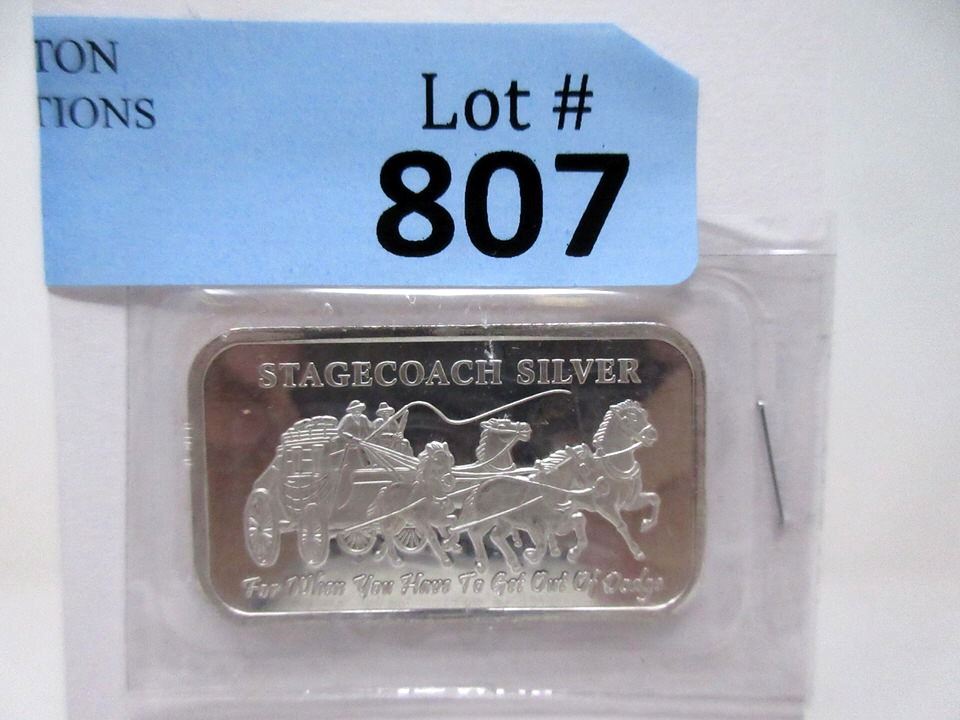 TON
TIONS
Lot #
807
STAGECOACH SILVER
For When You Have To Get Out Of Dodge